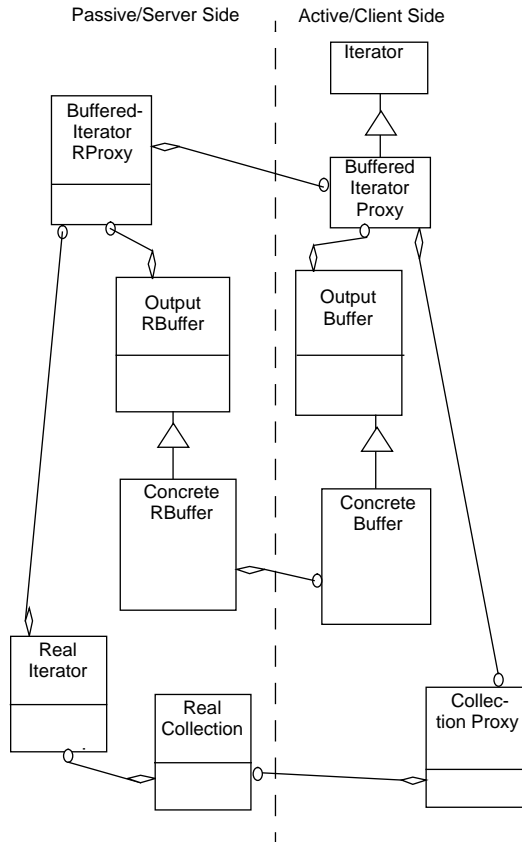 Passive/Server Side
Active/Client Side
Iterator
Buffered-
Iterator
RProxy
Buffered
Iterator
Proxy
Output
RBuffer
Output
Buffer
Concrete
RBuffer
Concrete
Buffer
Real
Iterator
Real
Collection
Collec-
tion Proxy